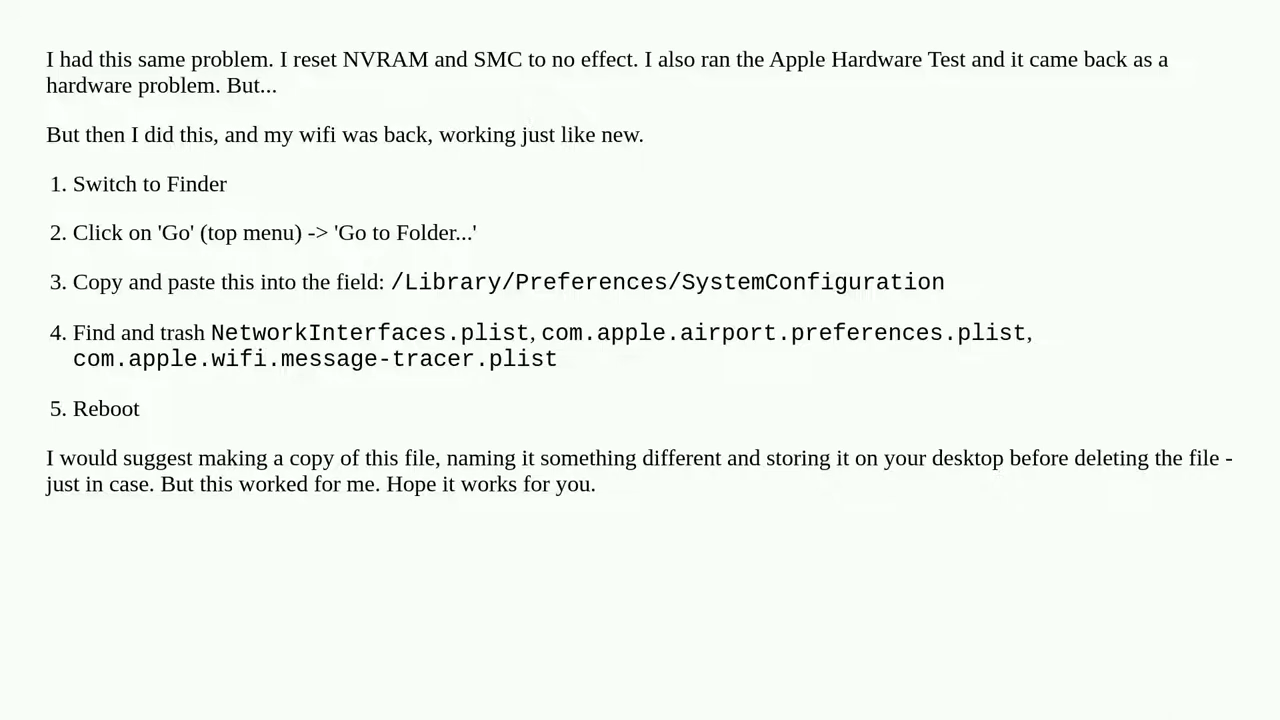 I had this same problem. I reset NVRAM and SMC to no effect. I also ran the Apple Hardware Test and it came back as a
hardware problem. But...
But then I did this, and my wifi was back, working just like new.
1. Switch to Finder
2. Click on 'Go' (top menu) -> 'Go to Folder...'
3. Copy and paste this into the field: /Library/Preferences/SystemConfiguration
4. Find and trash NetworkInterfaces.plist, com.apple.airport.preferences.plist,
com.apple.wifi.message-tracer.plist
5. Reboot
I would suggest making a copy of this file, naming it something different and storing it on your desktop before deleting the file -
just in case. But this worked for me. Hope it works for you.